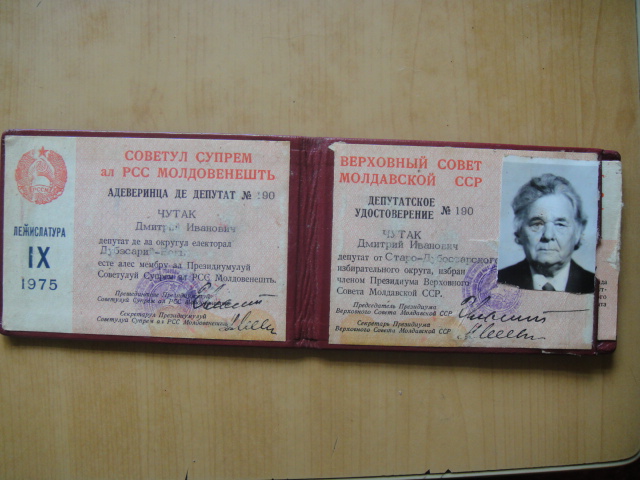 СОВЕТУЛ СУПРЕМ
ал РСС МОЛДОВЕНЕШТЬ
АДЕВЕРИНЦА ДЕ ДЕПУТАТ № 190
ЧУТАК
Дмитрий Иванович
депутат де ла округул електорал
Дубэсарий-
есте алес мембру ал Президиумулуй
Советулуй Супрем ал РСС Молдовенешть.
Президиумулуй
Советулуй Супрем ал РСС Молдовенешть
Секретарул Президиумулуй
Советулуй Супрем ал РСС Молдовенешть
ЛЕЖИСЛАТУРА
IX
1975
ВЕРХОВНЫЙ СОВЕТ
МОЛДАВСКОЙ ССР
ДЕПУТАТСКОЕ
УДОСТОВЕРЕНИЕ № 190
ЧУТАК
Дмитрий Иванович
депутат от Старо-Дубоссарского
избирательного округа, избран
членом Президиума Верховного
Совета Молдавской ССР.
Председатель Президиума
Верховного Совета Молдавской ССР
Секретарь Президиума
Верховного Совета Молдавской ССР